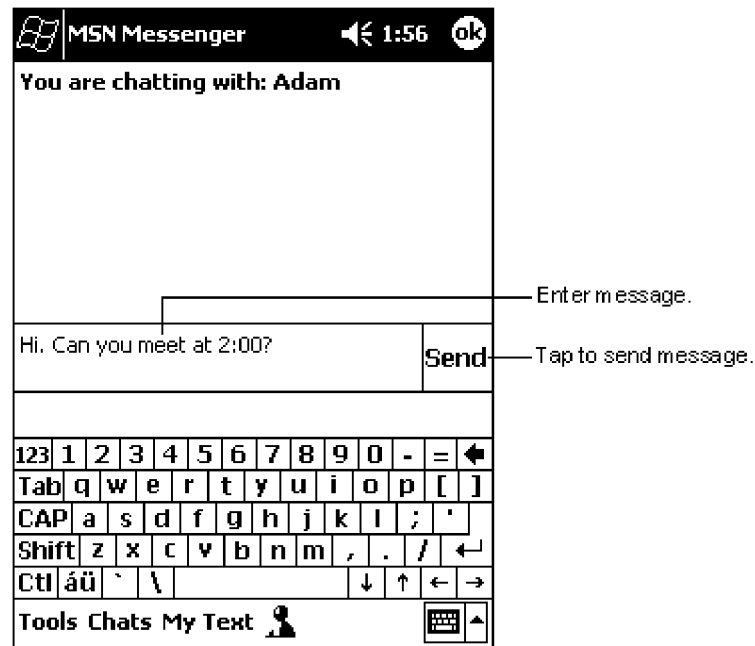 MSN Messenger 1:56 ok
You are chatting with: Adam
Enter message.
Hi. Can you meet at 2:00?
Send
Tap to send message.
123 1 2 3 4 5 6 7 8 9 0 - = 🡄
Tab q w e r t y u i o p [ ]
CAP a s d f g h j k l ; '
Shift z x c v b n m , . / ↵
Ctl áü ` \ ↓ ↑ ← →
Tools Chats My Text